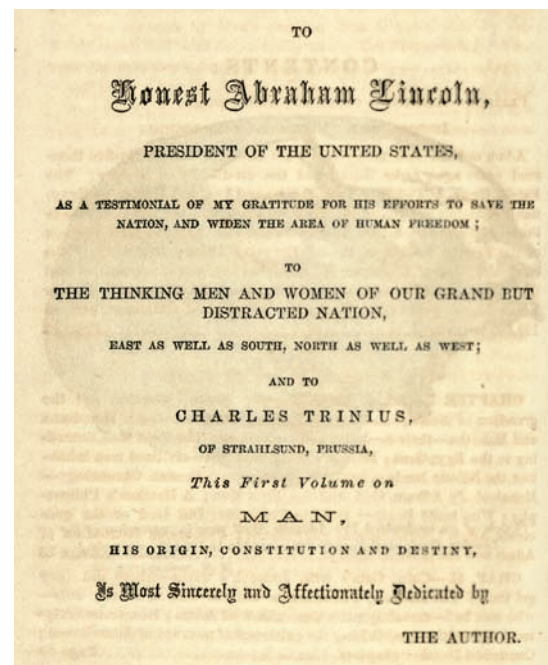 TO
Honest Abraham Lincoln,
PRESIDENT OF THE UNITED STATES,
AS A TESTIMONIAL OF MY GRATITUDE FOR HIS EFFORTS TO SAVE THE
NATION, AND WIDEN THE AREA OF HUMAN FREEDOM;
TO
THE THINKING MEN AND WOMEN OF OUR GRAND BUT
DISTRACTED NATION,
EAST AS WELL AS SOUTH, NORTH AS WELL AS WEST;
AND TO
CHARLES TRINIUS,
OF STRAHLSUND, PRUSSIA,
This First Volume on
MAN,
HIS ORIGIN, CONSTITUTION AND DESTINY,
Is Most Sincerely and Affectionately Dedicated by
THE AUTHOR.